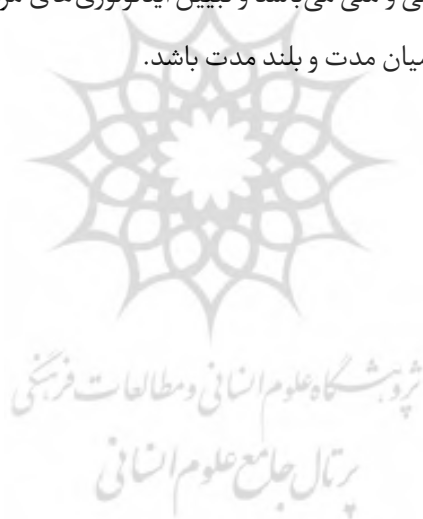 و ملی می‌باشد و تبیین ایدئولوژی‌های
میان مدت و بلند مدت باشد.
پژوهشگاه علوم انسانی و مطالعات فرهنگی
پرتال جامع علوم انسانی